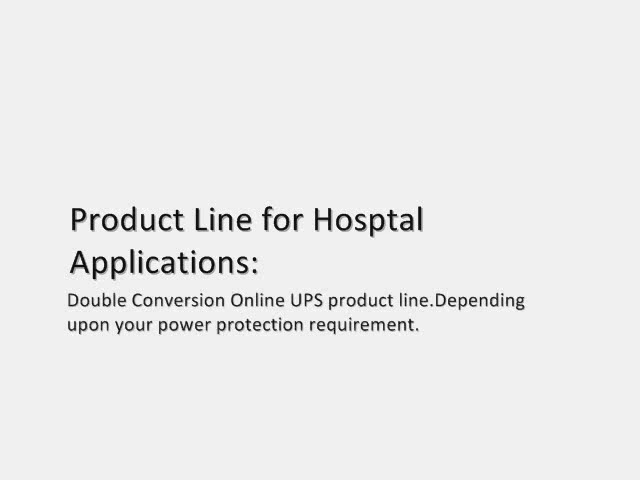 Product Line for Hosptal
Applications:
Double Conversion Online UPS product line.Depending
upon your power protection requirement.